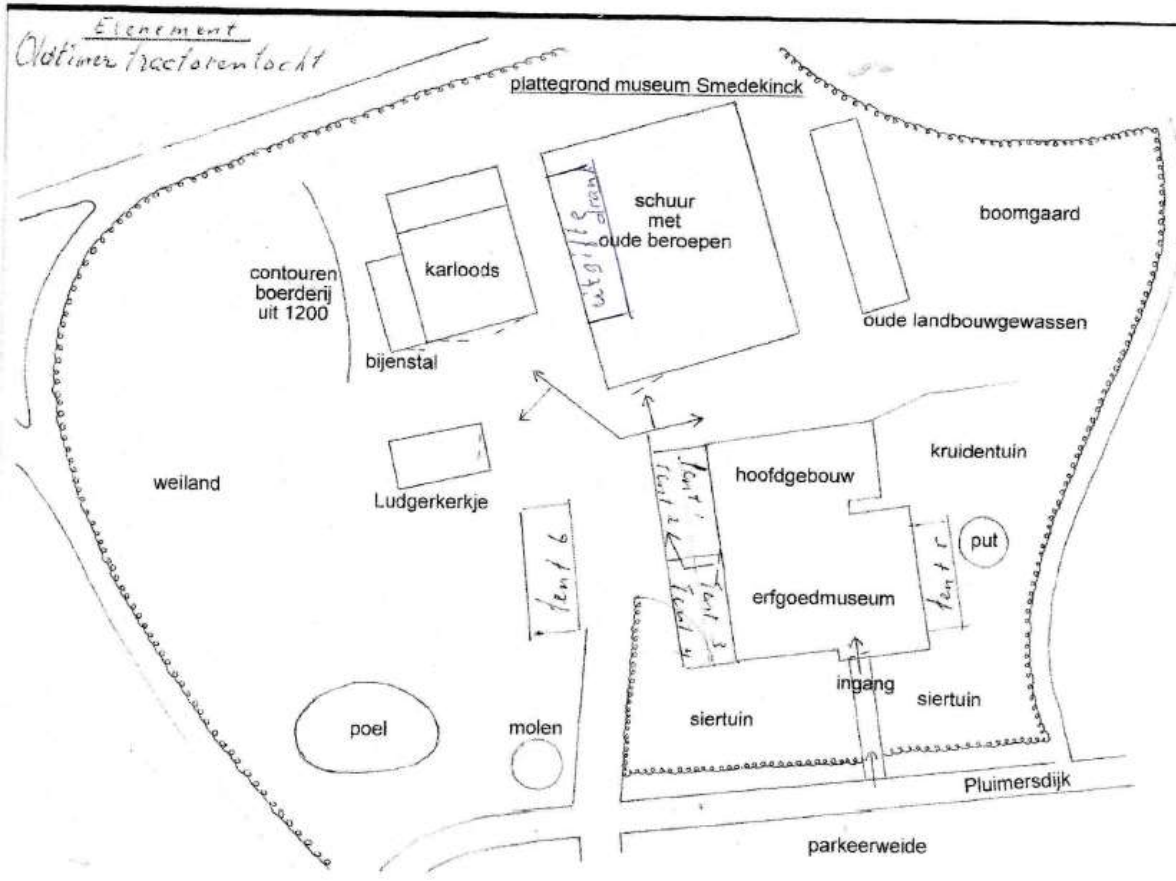 Evenement
Oldtimer tractorentocht
plattegrond museum Smedekinck
schuur
met
oude beroepen
uitgifte
drank
boomgaard
karloods
contouren
boerderij
uit 1200
oude landbouwgewassen
bijenstal
kruidentuin
hoofdgebouw
weiland
Ludgerkerkje
tent 1
tent 2
put
tent 6
tent 5
erfgoedmuseum
tent 3
tent 4
ingang
siertuin
siertuin
poel
molen
Pluimersdijk
parkeerweide